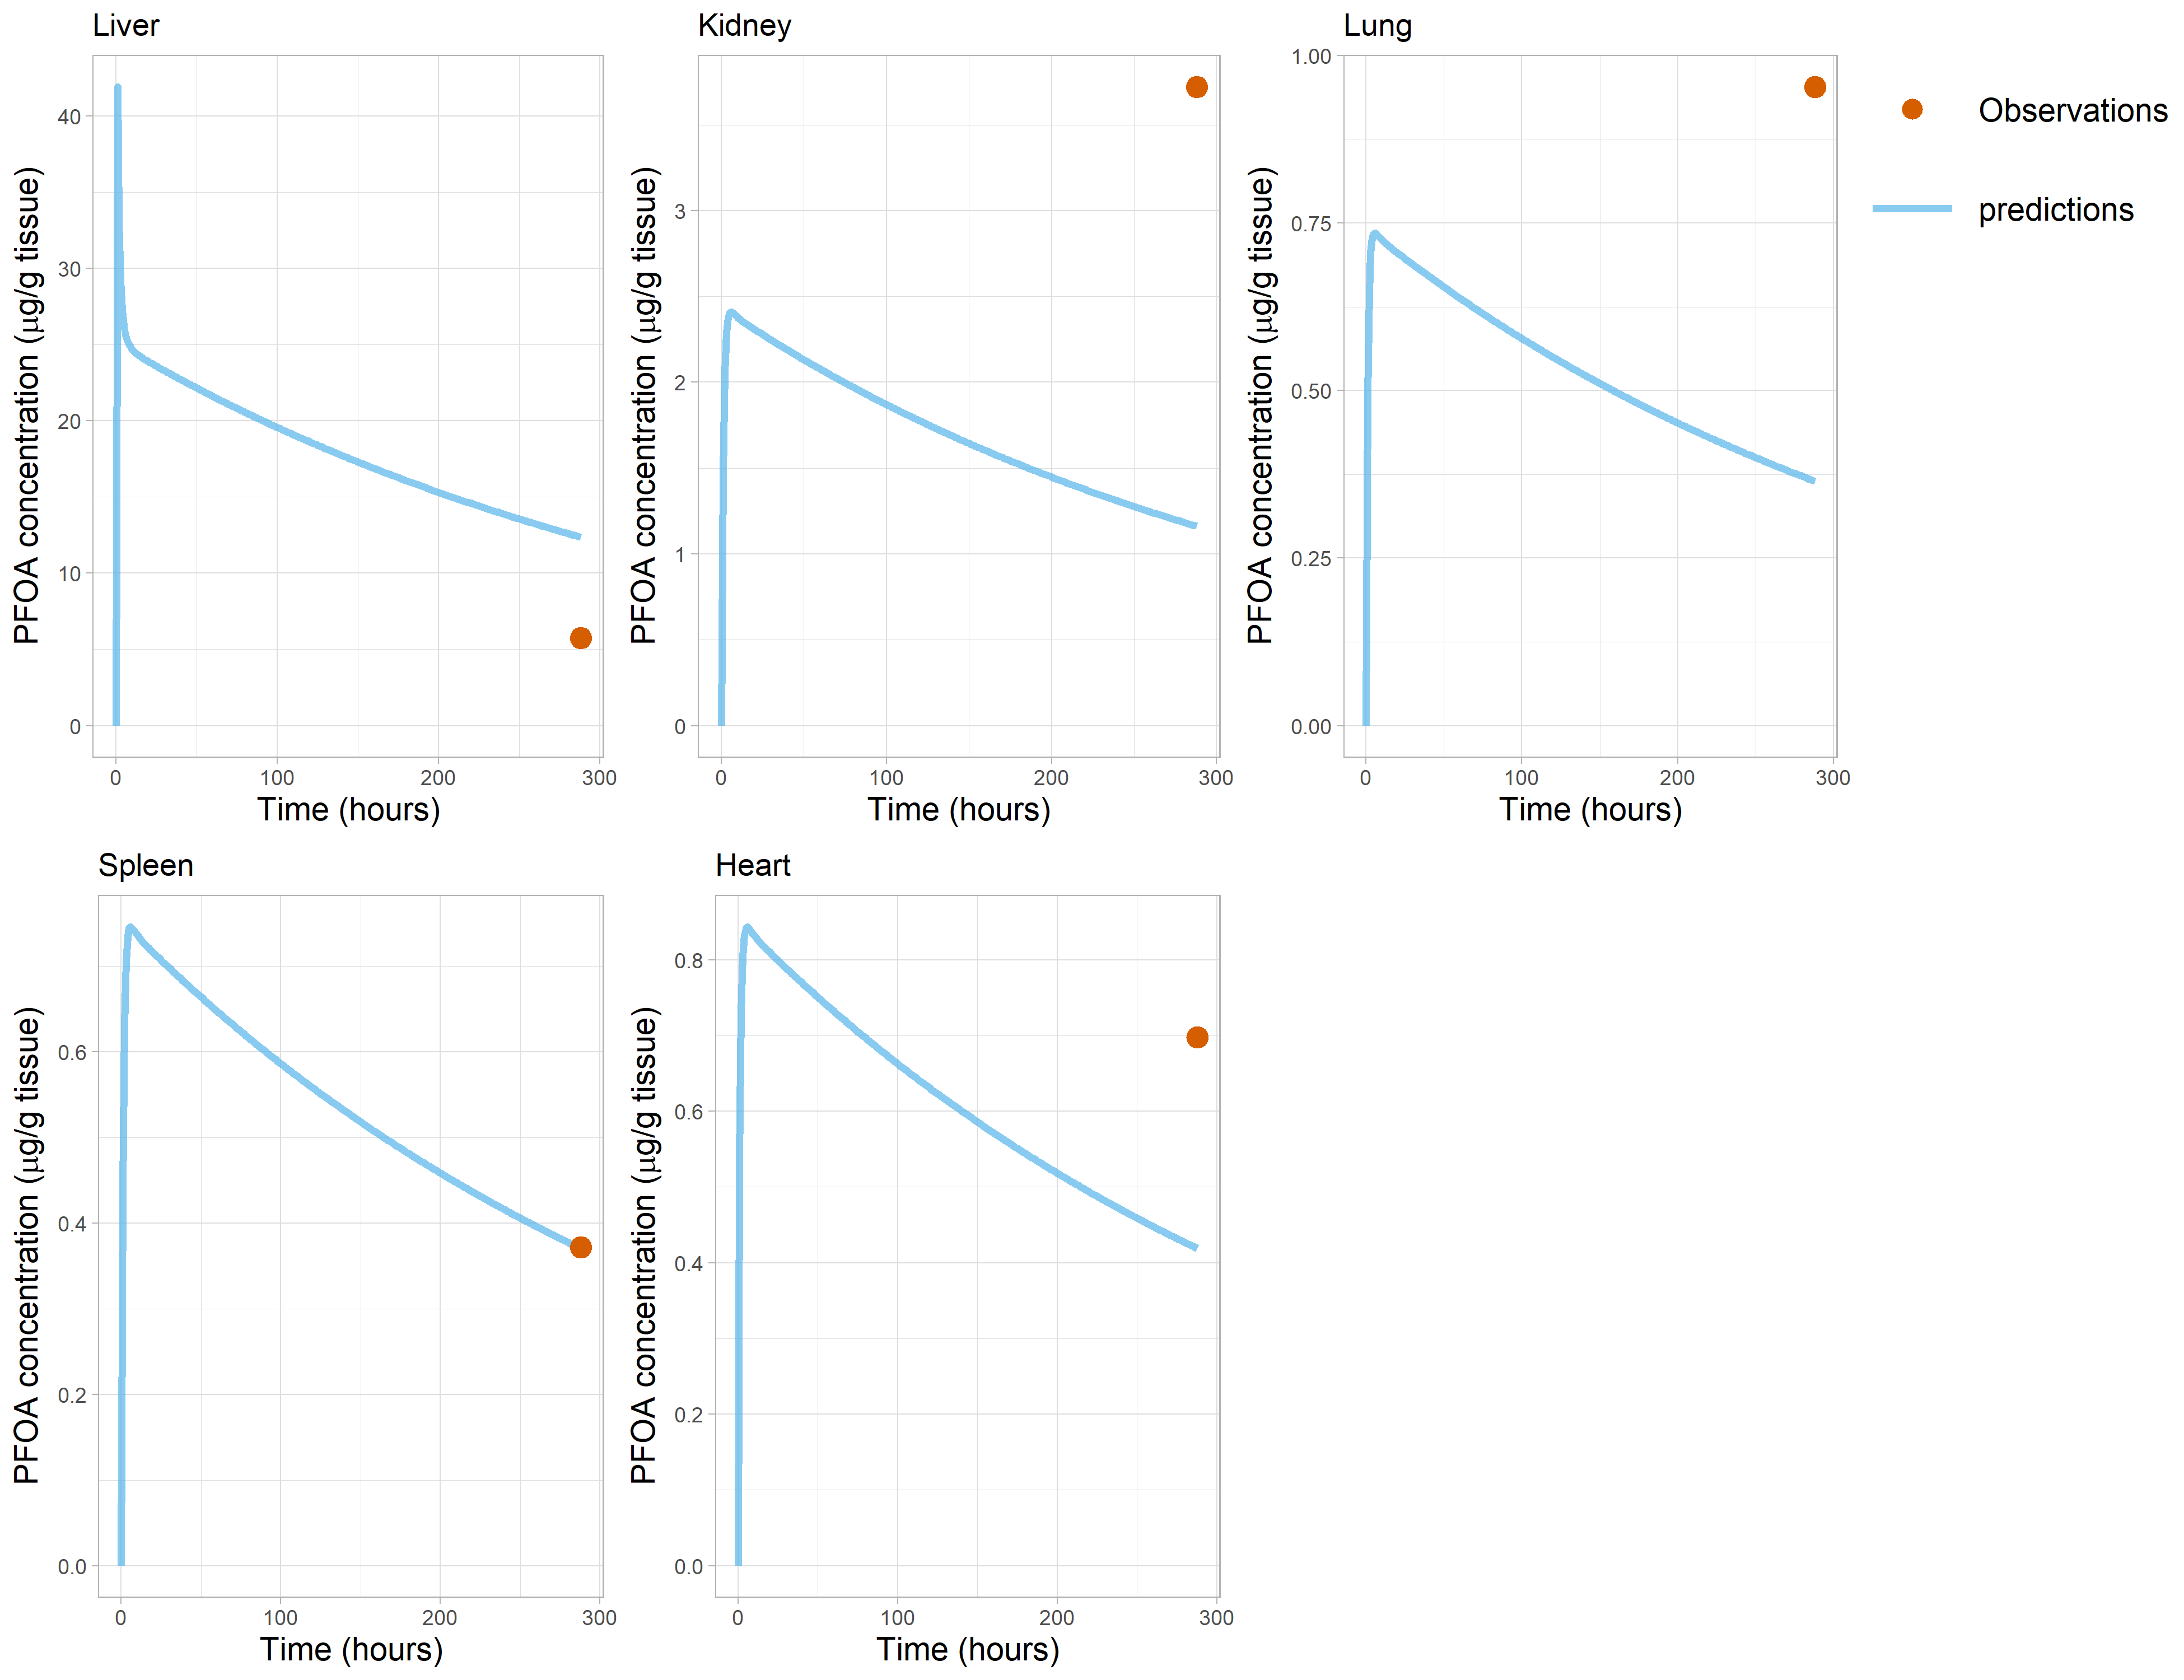 Liver
PFOA concentration (µg/g tissue)
40
30
20
10
0
0 100 200 300
Time (hours)
Kidney
PFOA concentration (µg/g tissue)
3
2
1
0
0 100 200 300
Time (hours)
Lung
PFOA concentration (µg/g tissue)
1.00
0.75
0.50
0.25
0.00
0 100 200 300
Time (hours)
Observations
predictions
Spleen
PFOA concentration (µg/g tissue)
0.6
0.4
0.2
0.0
0 100 200 300
Time (hours)
Heart
PFOA concentration (µg/g tissue)
0.8
0.6
0.4
0.2
0.0
0 100 200 300
Time (hours)